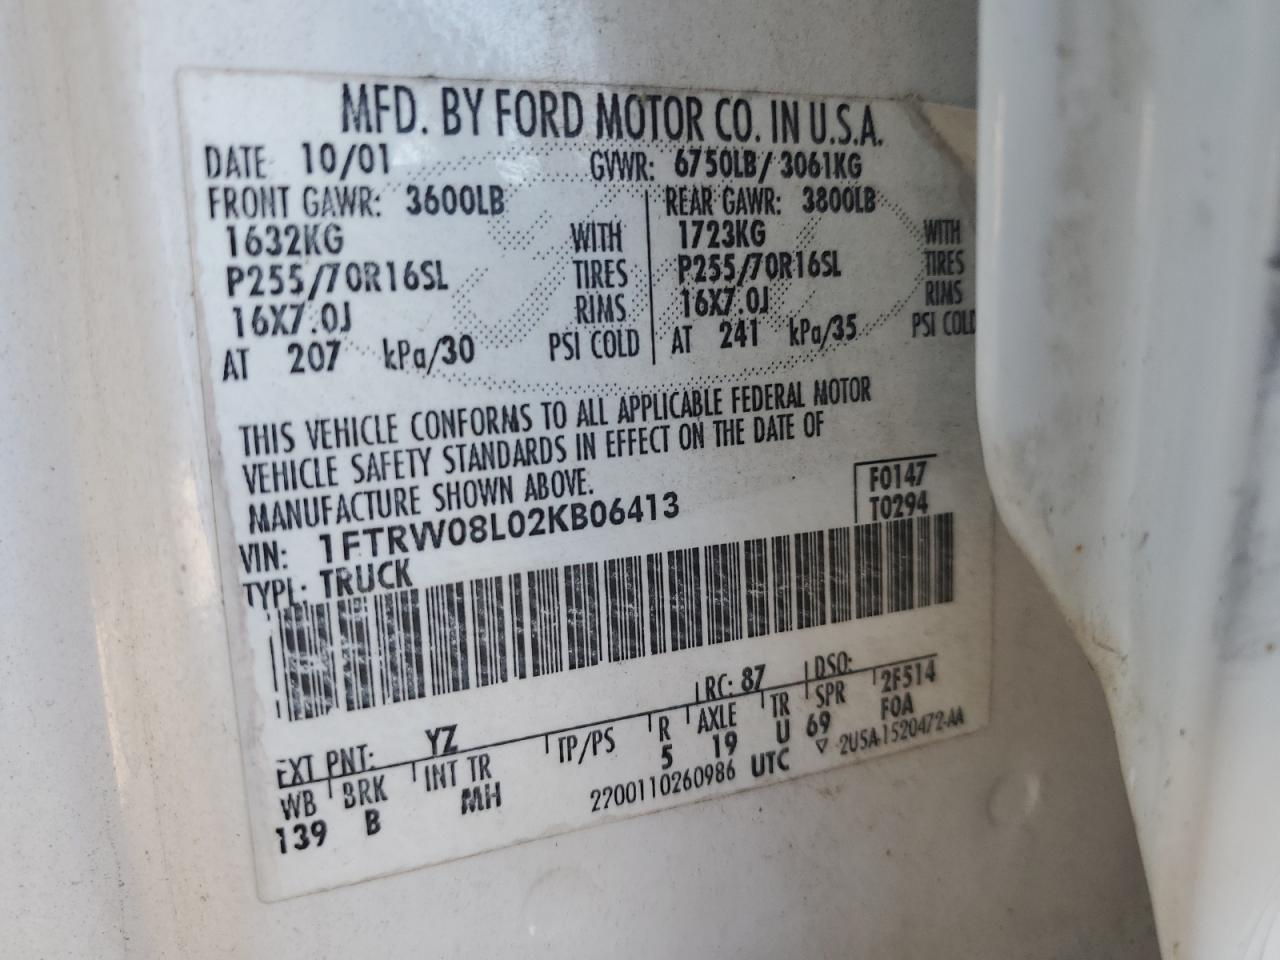 MFD. BY FORD MOTOR CO. IN U.S.A.
DATE 10/01 GVWR: 6750LB/ 3061KG
FRONT GAWR: 3600LB REAR GAWR: 3800LB
1632KG WITH 1723KG WITH
P255/70R16SL TIRES P255/70R16SL TIRES
16X7.0J RIMS 16X7.0J RIMS
AT 207 kPa/30 PSI COLD AT 241 kPa/35 PSI COLD
THIS VEHICLE CONFORMS TO ALL APPLICABLE FEDERAL MOTOR
VEHICLE SAFETY STANDARDS IN EFFECT ON THE DATE OF
MANUFACTURE SHOWN ABOVE.
F0147
VIN: 1FTRW08L02KB06413 T0294
TYPE: TRUCK
EXT PNT: YZ RC: 87 DSO:
WB BRK INT TR TP/PS R AXLE TR SPR 2F514
139 B MH 5 19 U 69 FOA
2200110260986 UTC ▽ 2U5A-1520472-AA